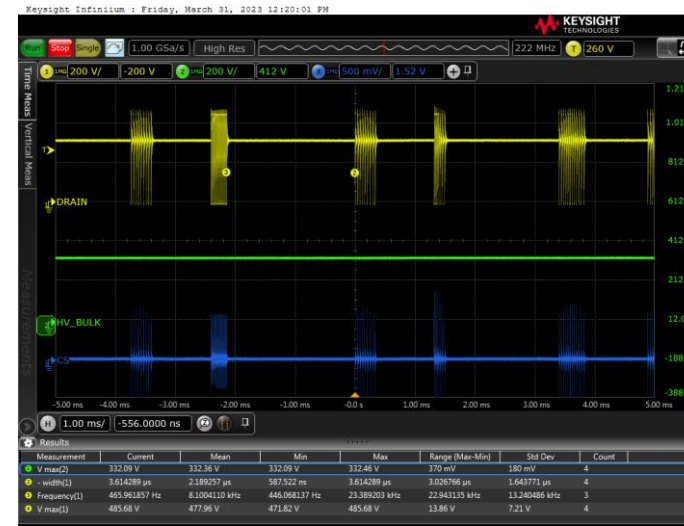 Keysight Infiniium : Friday, March 31, 2023 12:20:01 PM
KEYSIGHT
TECHNOLOGIES
Run Stop Single 1.00 GSa/s High Res 222 MHz T 260 V
1 1MΩ 200 V/ -200 V 2 1MΩ 200 V/ 412 V 3 1MΩ 500 mV/ 1.52 V
Time Meas
Vertical Meas
Measurements
1.21
1.01
812
T
3
2
DRAIN
612
412
212
HV_BULK
12.0
CS
-188
-388
-5.00 ms -4.00 ms -3.00 ms -2.00 ms -1.00 ms -0.0 s 1.00 ms 2.00 ms 3.00 ms 4.00 ms 5.00 ms
H 1.00 ms/ -556.0000 ns
Results
Measurement Current Mean Min Max Range (Max-Min) Std Dev Count
V max(2) 332.09 V 332.36 V 332.09 V 332.46 V 370 mV 180 mV 4
- width(1) 3.614289 µs 2.189257 µs 587.522 ns 3.614289 µs 3.026766 µs 1.643771 µs 4
Frequency(1) 465.961857 Hz 8.1004110 kHz 446.068137 Hz 23.389203 kHz 22.943135 kHz 13.240486 kHz 3
V max(1) 485.68 V 477.96 V 471.82 V 485.68 V 13.86 V 7.21 V 4